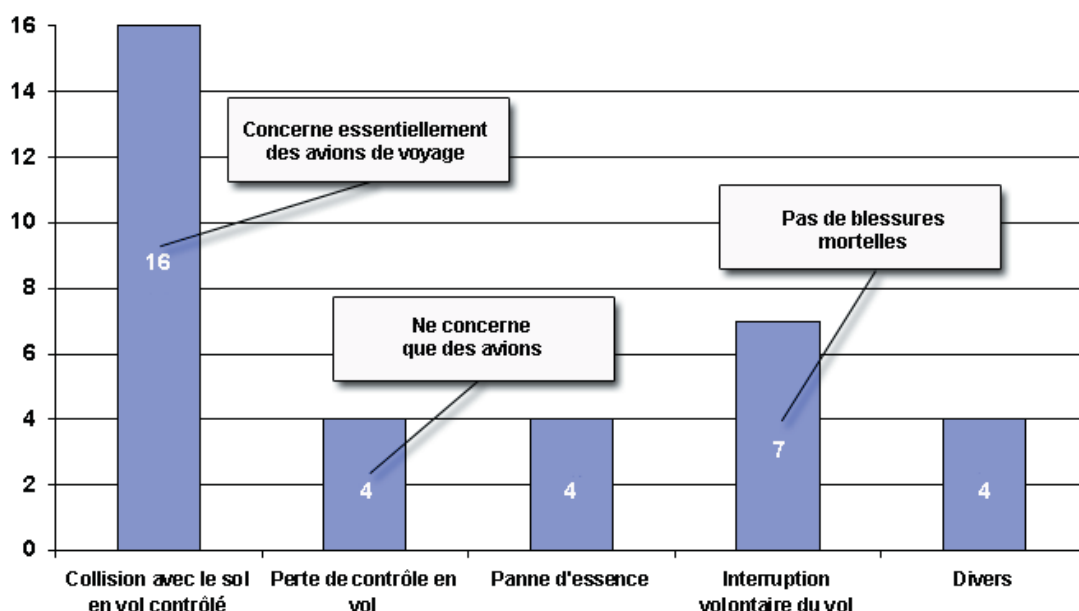 16
14
12
10
8
6
4
2
0
Concerne essentiellement
des avions de voyage
16
Ne concerne
que des avions
4
4
Pas de blessures
mortelles
7
4
Collision avec le sol
en vol contrôlé
Perte de contrôle en
vol
Panne d'essence
Interruption
volontaire du vol
Divers